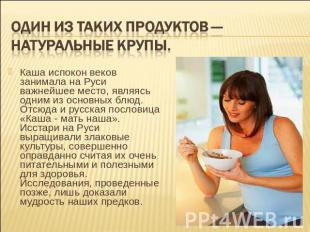 ОДИН ИЗ ТАКИХ ПРОДУКТОВ —
НАТУРАЛЬНЫЕ КРУПЫ.
Каша испокон веков
занимала на Руси
важнейшее место, являясь
одним из основных блюд.
Отсюда и русская пословица
«Каша - мать наша».
Исстари на Руси
выращивали злаковые
культуры, совершенно
оправданно считая их очень
питательными и полезными
для здоровья.
Исследования, проведенные
позже, лишь доказали
мудрость наших предков.
PPt4WEB.ru